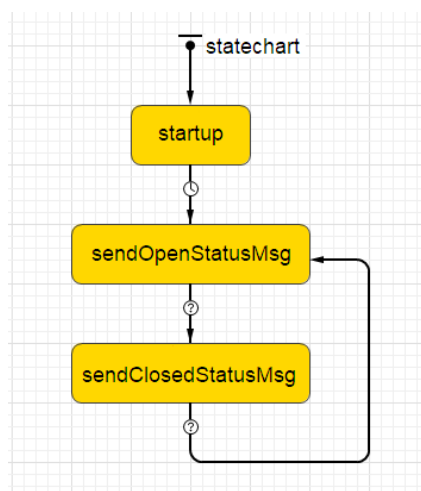 statechart
startup
sendOpenStatusMsg
?
sendClosedStatusMsg
?